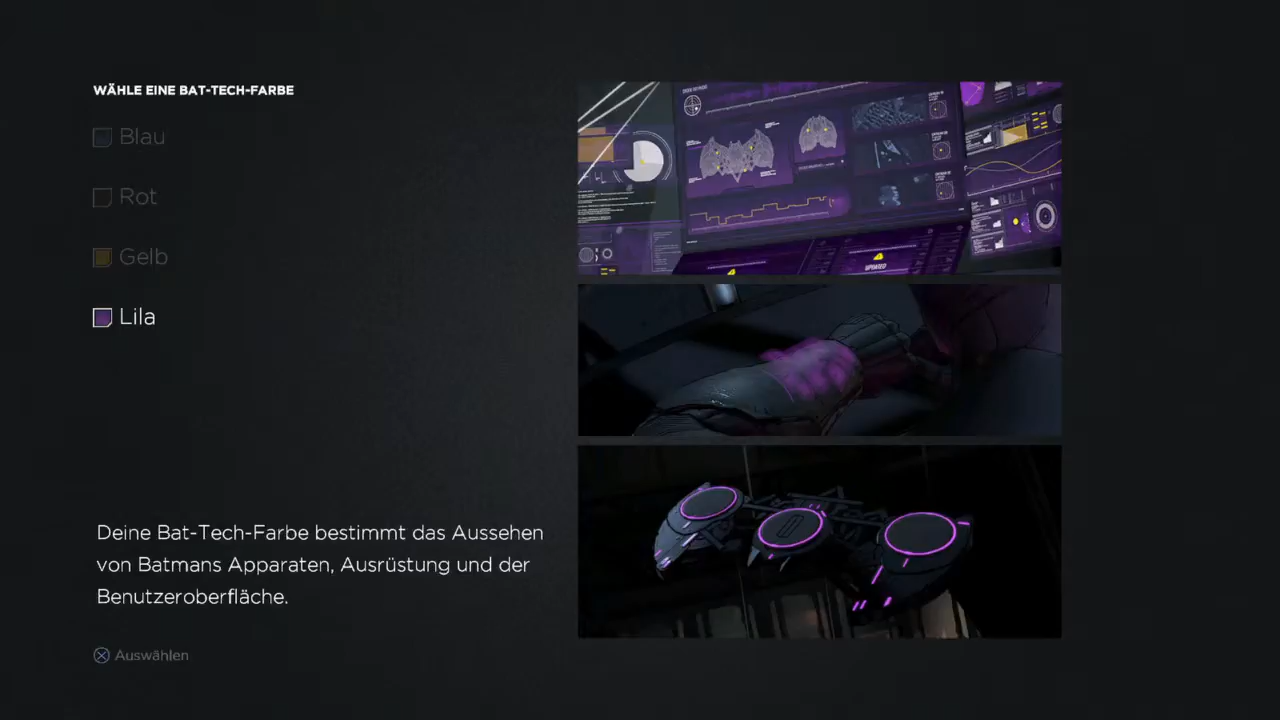 WÄHLE EINE BAT-TECH-FARBE
Blau
Rot
Gelb
Lila
Deine Bat-Tech-Farbe bestimmt das Aussehen
von Batmans Apparaten, Ausrüstung und der
Benutzeroberfläche.
Auswählen